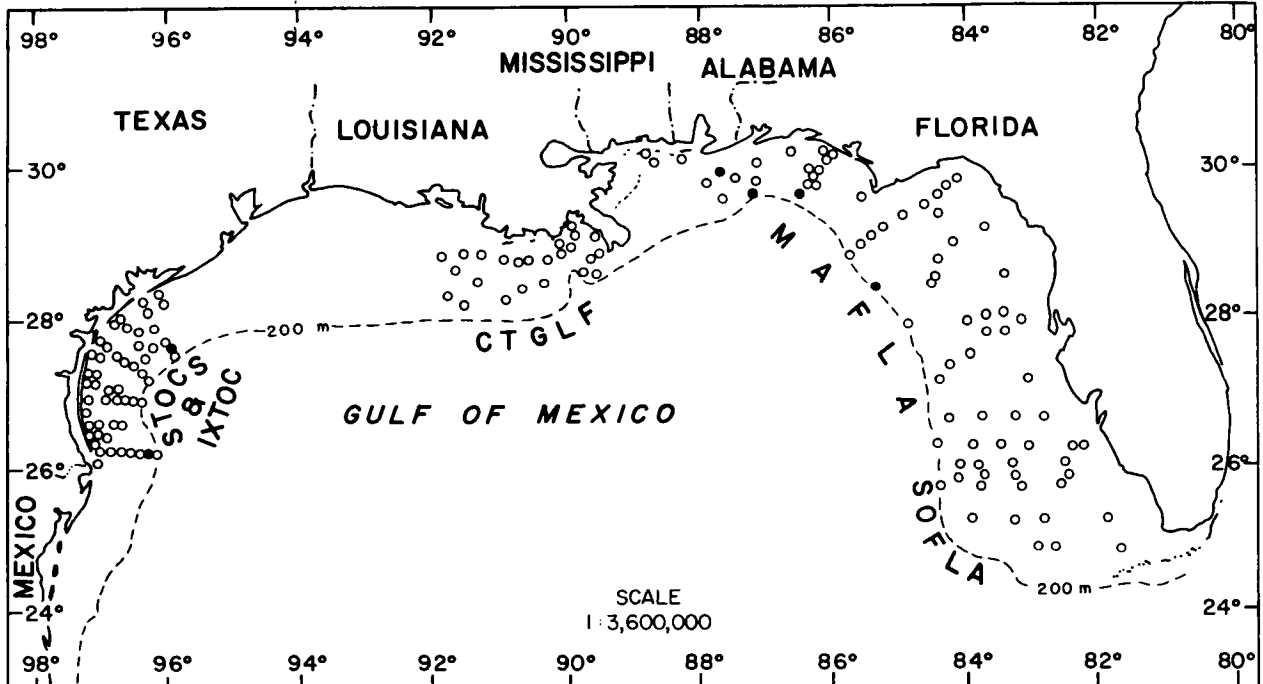 98° 96° 94° 92° 90° 88° 86° 84° 82° 80°
MISSISSIPPI ALABAMA
TEXAS LOUISIANA FLORIDA
30° 30°
MAFLA
28° 28°
200 m
CTGLF
STOCS
&
IXTOC
GULF OF MEXICO
26° 26°
SOFLA
MEXICO
200 m
SCALE
1:3,600,000
24° 24°
98° 96° 94° 92° 90° 88° 86° 84° 82° 80°